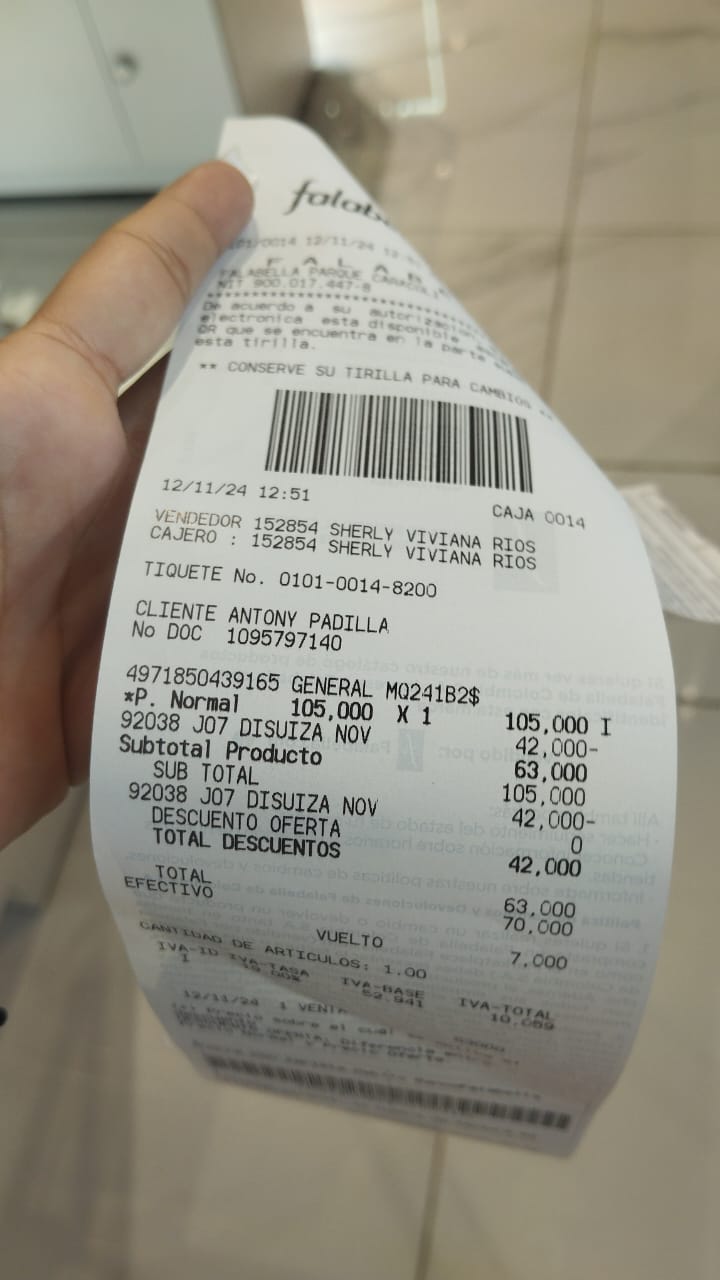 falab
12/11/24
F A L A
FALABELLA PARQUE CARACOLI
NIT 900.017.447-8
De acuerdo a su autorizacion
electronica esta disponible
QR que se encuentra en la parte
esta tirilla.
** CONSERVE SU TIRILLA PARA CAMBIOS **
12/11/24 12:51 CAJA 0014
VENDEDOR 152854 SHERLY VIVIANA RIOS
CAJERO : 152854 SHERLY VIVIANA RIOS
TIQUETE No. 0101-0014-8200
CLIENTE ANTONY PADILLA
No DOC 1095797140
4971850439165 GENERAL MQ241B2$
*P. Normal 105,000 X 1 105,000 I
92038 J07 DISUIZA NOV 42,000-
Subtotal Producto 63,000
SUB TOTAL 105,000
92038 J07 DISUIZA NOV 42,000-
DESCUENTO OFERTA 0
TOTAL DESCUENTOS 42,000
TOTAL 63,000
EFECTIVO 70,000
VUELTO 7,000
CANTIDAD DE ARTICULOS: 1.00
IVA-ID IVA-TASA IVA-BASE IVA-TOTAL
1 19.00% 52.941 10.059
12/11/24 1 VENTA